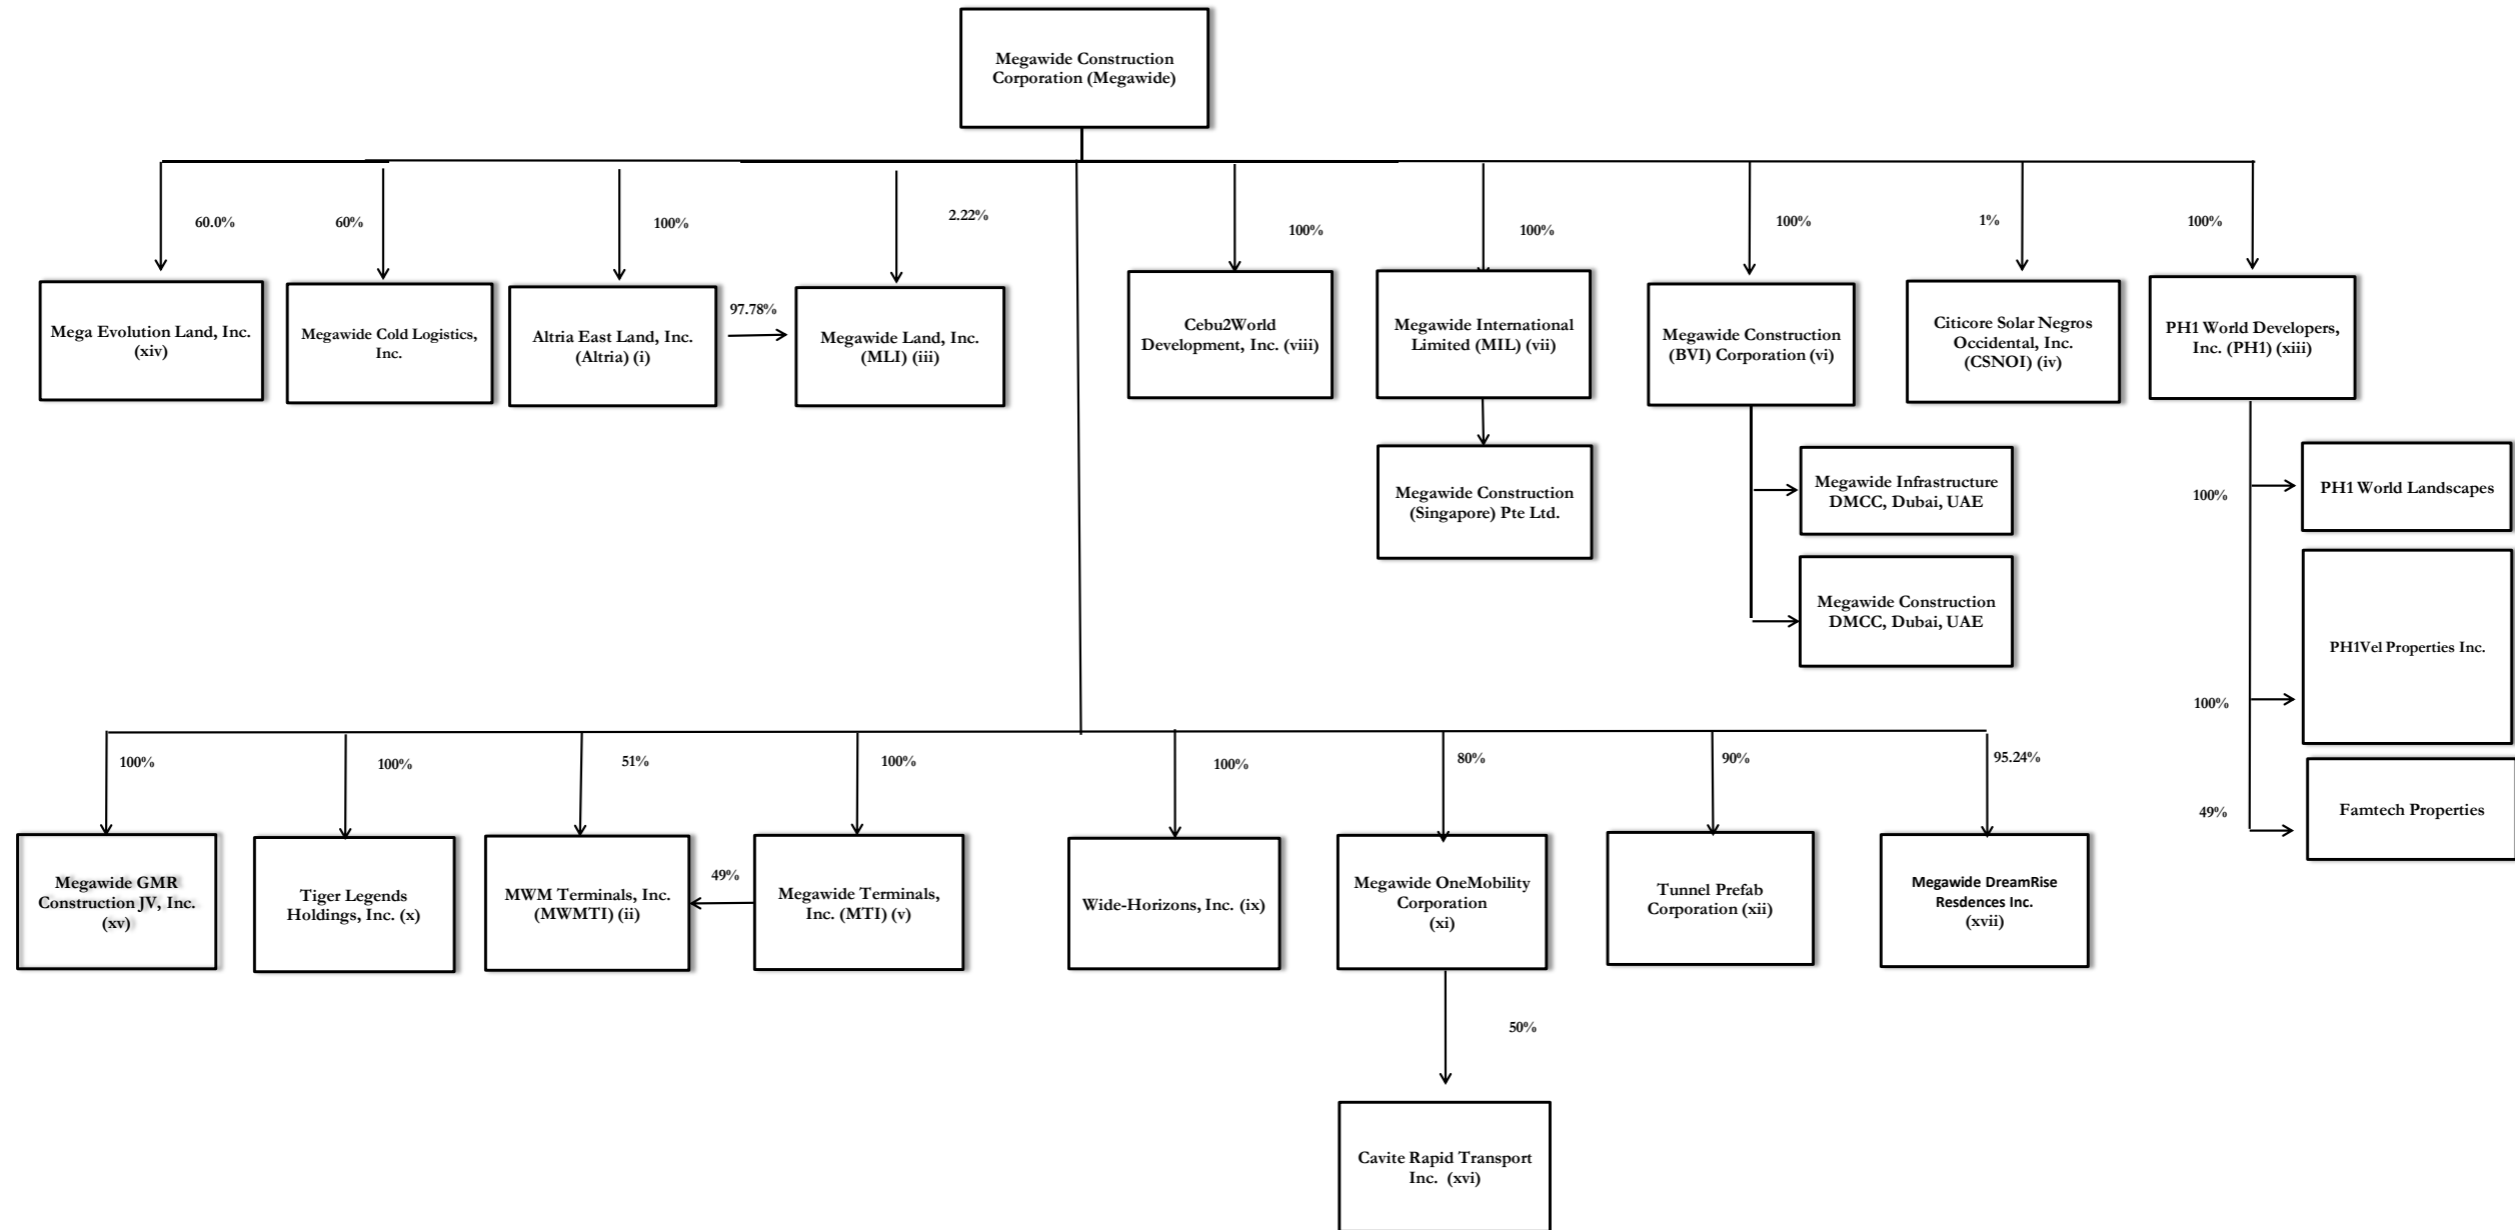 Megawide Construction
Corporation (Megawide)
60.0%
60%
100%
2.22%
100%
100%
100%
1%
100%
Mega Evolution Land, Inc.
(xiv)
Megawide Cold Logistics,
Inc.
Altria East Land, Inc.
(Altria) (i)
97.78%
Megawide Land, Inc.
(MLI) (iii)
Cebu2World
Development, Inc. (viii)
Megawide International
Limited (MIL) (vii)
Megawide Construction
(BVI) Corporation (vi)
Citicore Solar Negros
Occidental, Inc.
(CSNOI) (iv)
PH1 World Developers,
Inc. (PH1) (xiii)
Megawide Construction
(Singapore) Pte Ltd.
Megawide Infrastructure
DMCC, Dubai, UAE
Megawide Construction
DMCC, Dubai, UAE
100%
PH1 World Landscapes
100%
PH1Vel Properties Inc.
49%
Famtech Properties
100%
100%
51%
100%
100%
80%
90%
95.24%
Megawide GMR
Construction JV, Inc.
(xv)
Tiger Legends
Holdings, Inc. (x)
MWM Terminals, Inc.
(MWMTI) (ii)
49%
Megawide Terminals,
Inc. (MTI) (v)
Wide-Horizons, Inc. (ix)
Megawide OneMobility
Corporation
(xi)
Tunnel Prefab
Corporation (xii)
Megawide DreamRise
Resdences Inc.
(xvii)
50%
Cavite Rapid Transport
Inc. (xvi)